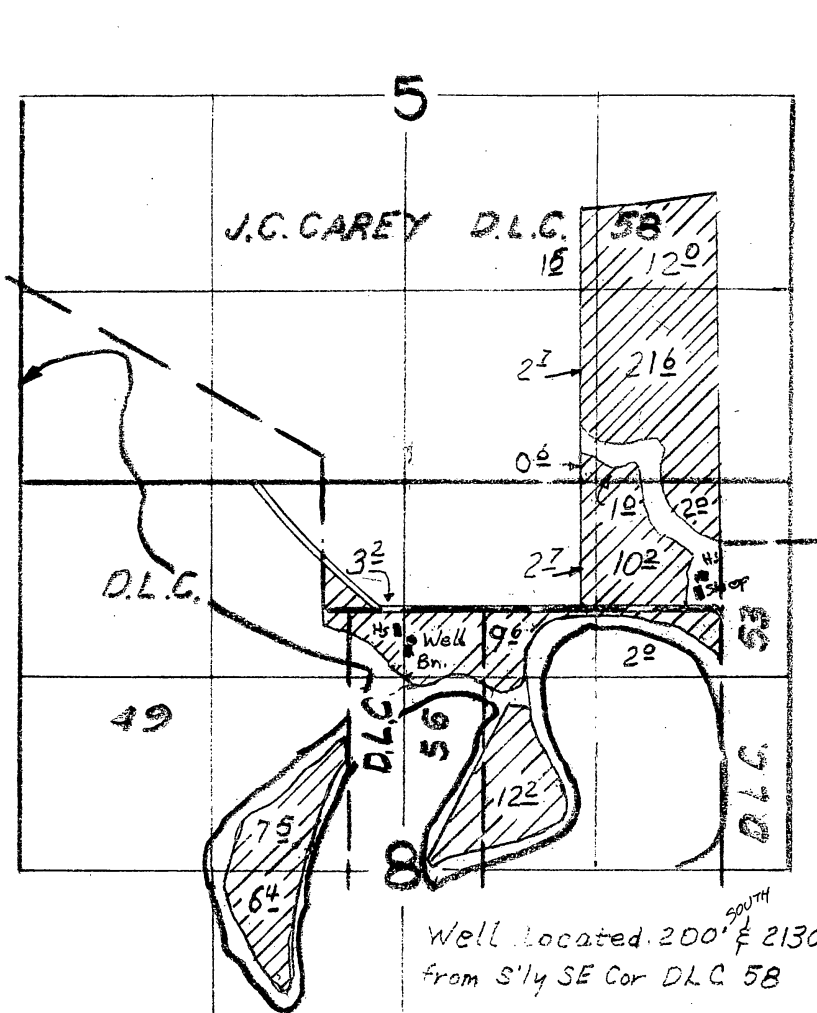 5
J.C. CAREY D.L.C. 58
1 5
12 0
2 7
21 6
0 6
1 0
2 0
3 2
2 7
10 2
Hs
Shop
D.L.C.
Hs
Well
Bn.
9 6
2 0
53
49
D.L.C
56
D.L.C.
12 2
7 5
8
6 4
Well Located 200' SOUTH & 2130
from S'ly SE Cor DLC 58